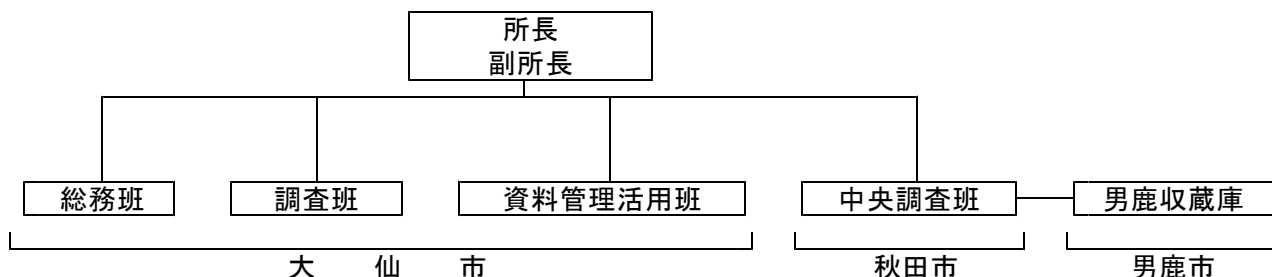 所長
副所長
総務班 調査班 資料管理活用班 中央調査班 男鹿収蔵庫
大 仙 市 秋田市 男鹿市